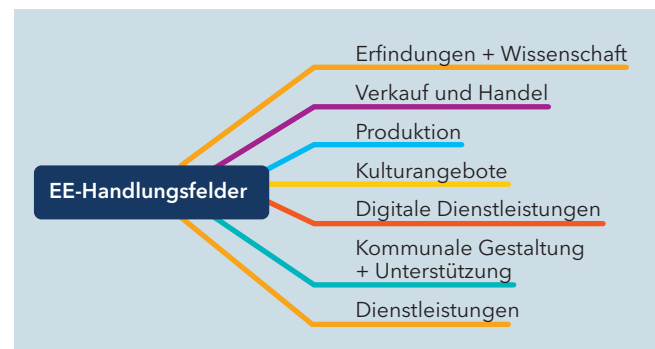 Erfindungen + Wissenschaft
Verkauf und Handel
Produktion
Kulturangebote
EE-Handlungsfelder
Digitale Dienstleistungen
Kommunale Gestaltung
+ Unterstützung
Dienstleistungen